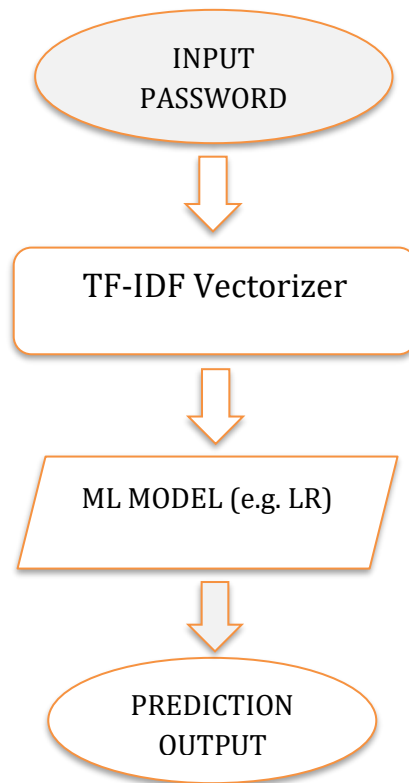 INPUT
PASSWORD
TF-IDF Vectorizer
ML MODEL (e.g. LR)
PREDICTION
OUTPUT